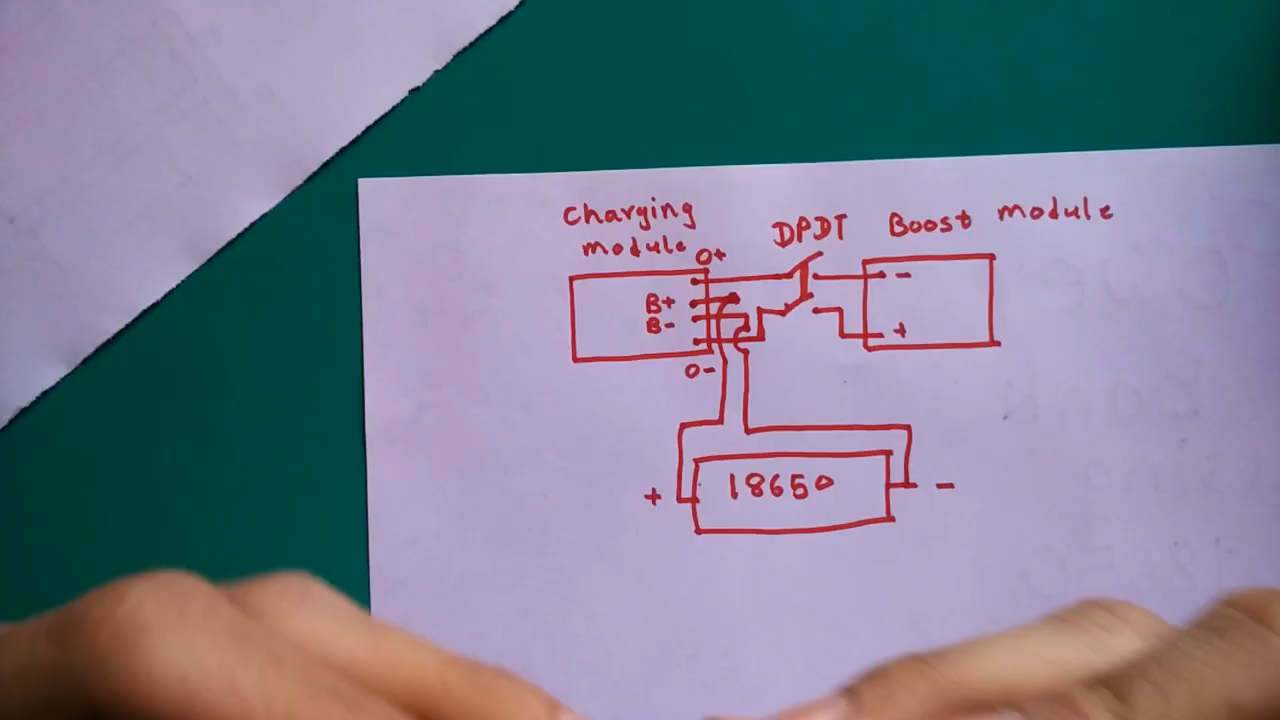 Charging
module
DPDT
Boost module
O+
B+
B-
O-
-
+
+
18650
-